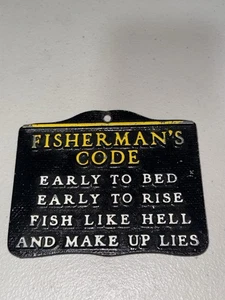 FISHERMAN'S
CODE
EARLY TO BED
EARLY TO RISE
FISH LIKE HELL
AND MAKE UP LIES